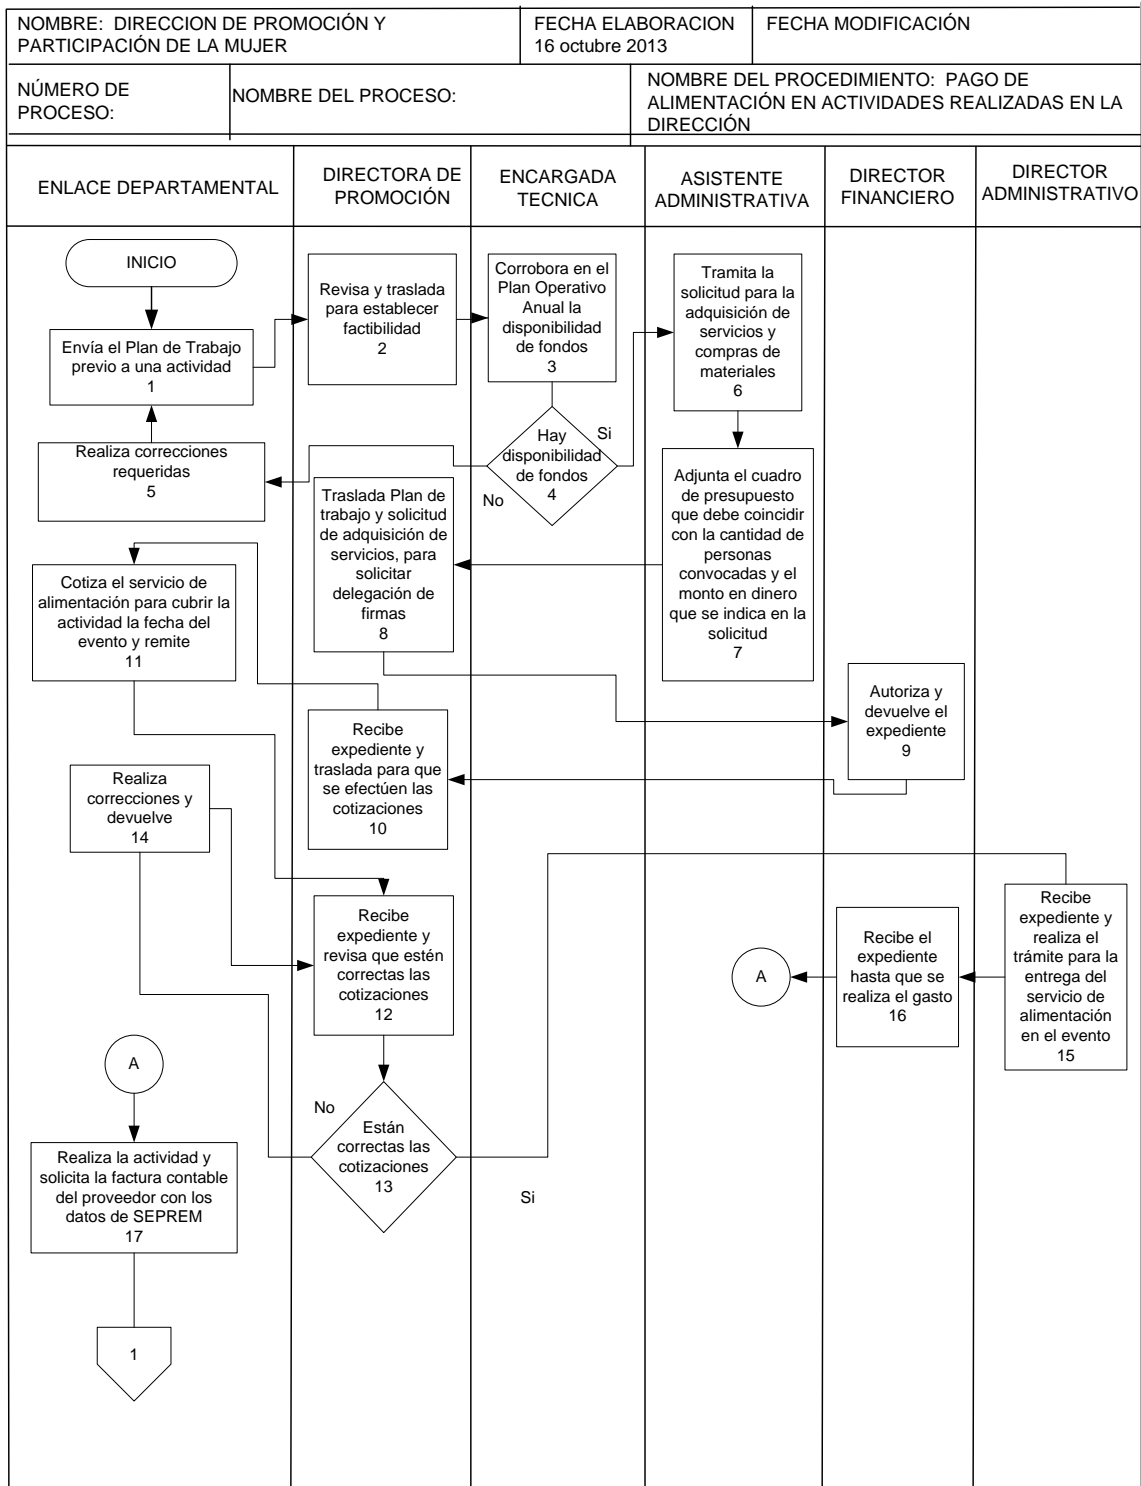 NOMBRE: DIRECCION DE PROMOCIÓN Y
PARTICIPACIÓN DE LA MUJER
FECHA ELABORACION
16 octubre 2013
FECHA MODIFICACIÓN
NÚMERO DE
PROCESO:
NOMBRE DEL PROCESO:
NOMBRE DEL PROCEDIMIENTO: PAGO DE
ALIMENTACIÓN EN ACTIVIDADES REALIZADAS EN LA
DIRECCIÓN
ENLACE DEPARTAMENTAL
DIRECTORA DE
PROMOCIÓN
ENCARGADA
TECNICA
ASISTENTE
ADMINISTRATIVA
DIRECTOR
FINANCIERO
DIRECTOR
ADMINISTRATIVO
INICIO
Envía el Plan de Trabajo
previo a una actividad
1
Revisa y traslada
para establecer
factibilidad
2
Corrobora en el
Plan Operativo
Anual la
disponibilidad
de fondos
3
Hay
disponibilidad
de fondos
4
Si
No
Realiza correcciones
requeridas
5
Tramita la
solicitud para la
adquisición de
servicios y
compras de
materiales
6
Adjunta el cuadro
de presupuesto
que debe coincidir
con la cantidad de
personas
convocadas y el
monto en dinero
que se indica en la
solicitud
7
Traslada Plan de
trabajo y solicitud
de adquisición de
servicios, para
solicitar
delegación de
firmas
8
Autoriza y
devuelve el
expediente
9
Recibe
expediente y
traslada para que
se efectúen las
cotizaciones
10
Cotiza el servicio de
alimentación para cubrir la
actividad la fecha del
evento y remite
11
Recibe
expediente y
revisa que estén
correctas las
cotizaciones
12
Están
correctas las
cotizaciones
13
No
Si
Realiza
correcciones y
devuelve
14
Recibe
expediente y
realiza el
trámite para la
entrega del
servicio de
alimentación
en el evento
15
Recibe el
expediente
hasta que se
realiza el gasto
16
A
A
Realiza la actividad y
solicita la factura contable
del proveedor con los
datos de SEPREM
17
1